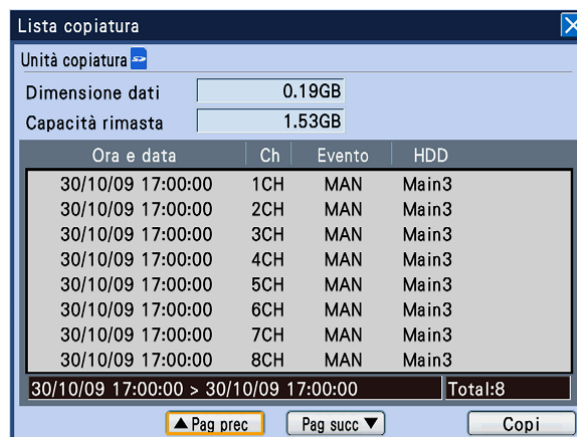 Lista copiatura
Unità copiatura
Dimensione dati 0.19GB
Capacità rimasta 1.53GB
Ora e data Ch Evento HDD
30/10/09 17:00:00 1CH MAN Main3
30/10/09 17:00:00 2CH MAN Main3
30/10/09 17:00:00 3CH MAN Main3
30/10/09 17:00:00 4CH MAN Main3
30/10/09 17:00:00 5CH MAN Main3
30/10/09 17:00:00 6CH MAN Main3
30/10/09 17:00:00 7CH MAN Main3
30/10/09 17:00:00 8CH MAN Main3
30/10/09 17:00:00 > 30/10/09 17:00:00 Total:8
▲ Pag prec Pag succ ▼ Copi